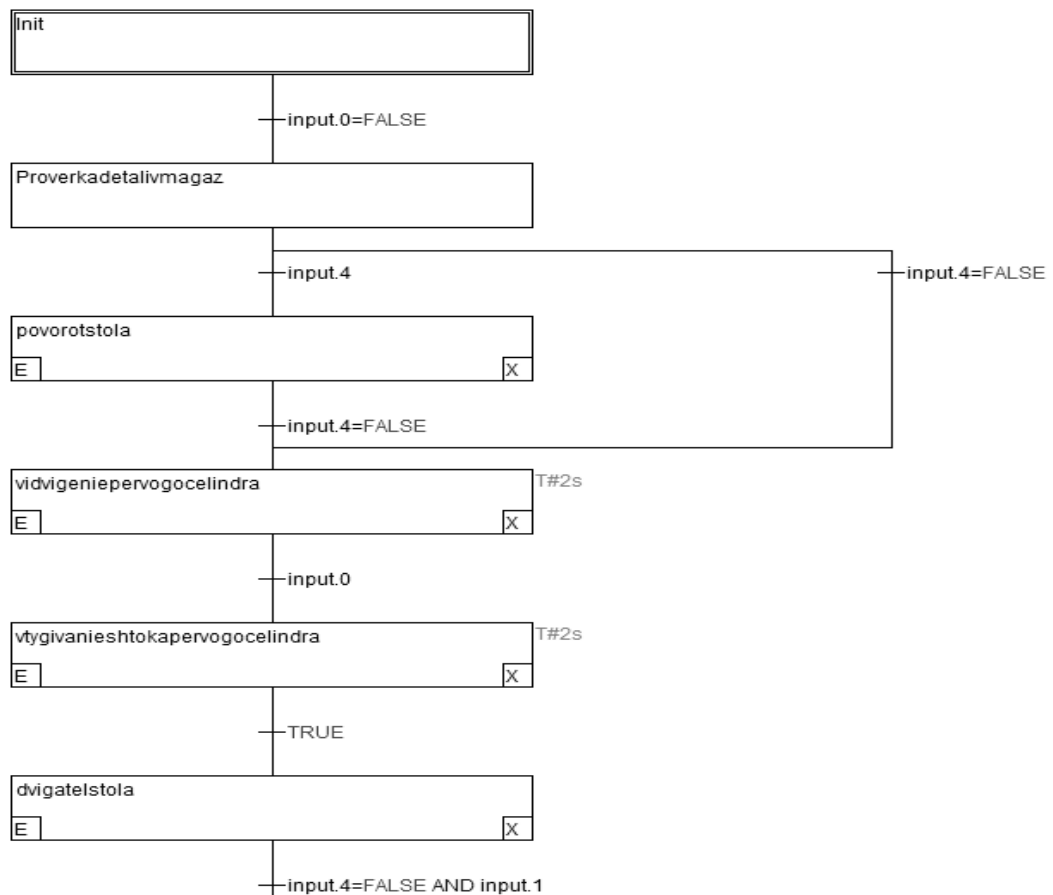 Init
input.0=FALSE
Proverkadetalivmagaz
input.4
input.4=FALSE
povorotstola
E X
input.4=FALSE
vidvigeniepervogocelindra
T#2s
E X
input.0
vtygivanieshtokapervogocelindra
T#2s
E X
TRUE
dvigatelstola
E X
input.4=FALSE AND input.1